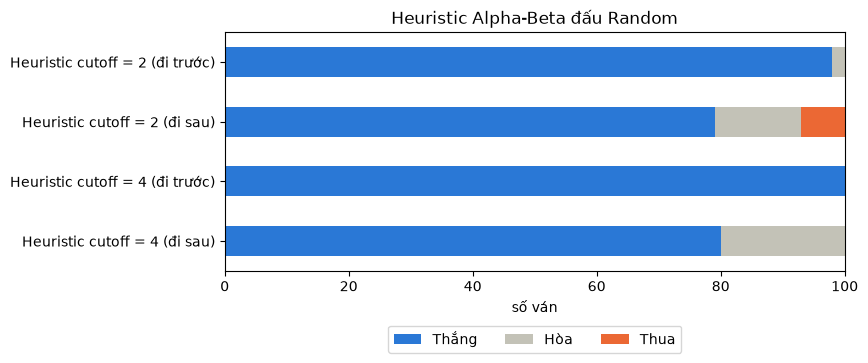 Heuristic Alpha-Beta đấu Random
Heuristic cutoff = 2 (đi trước)
Heuristic cutoff = 2 (đi sau)
Heuristic cutoff = 4 (đi trước)
Heuristic cutoff = 4 (đi sau)
0 20 40 60 80 100
số ván
Thắng Hòa Thua